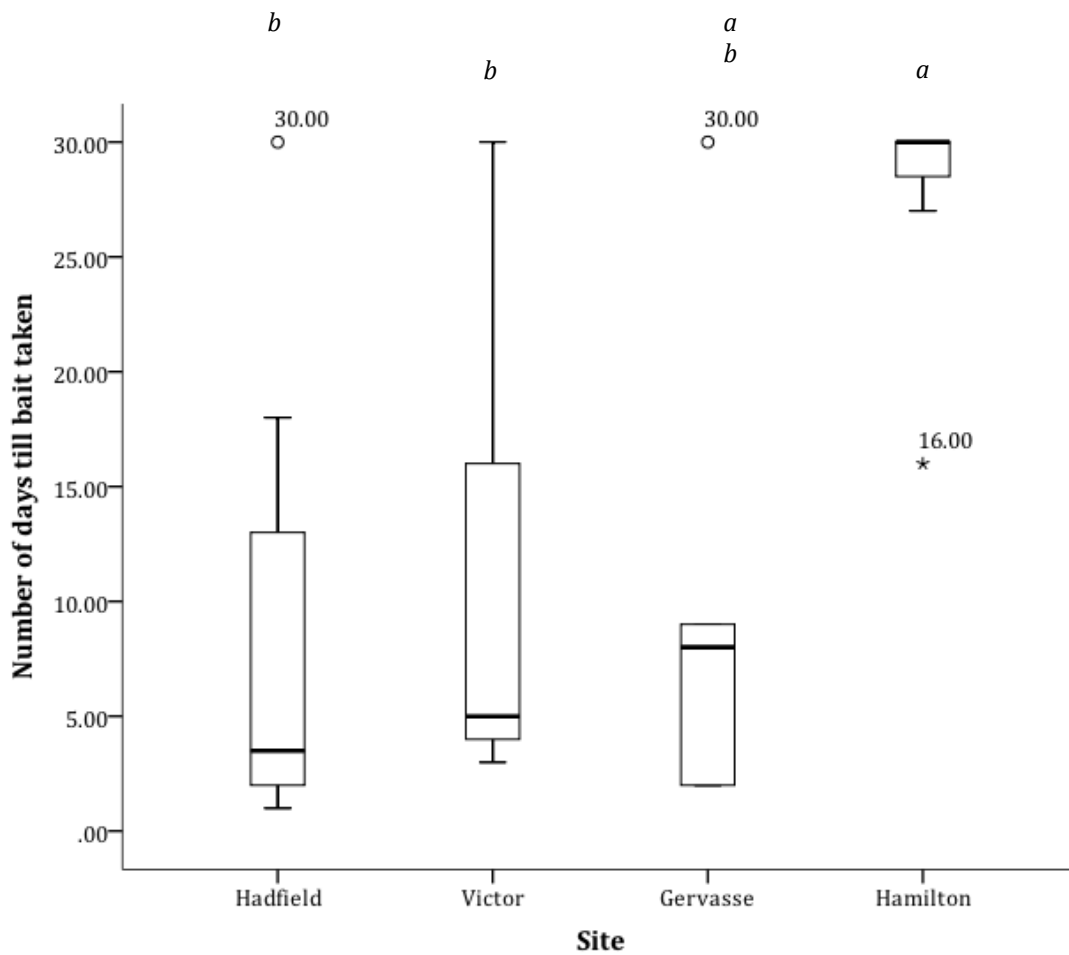 b
a
b
b
a
30.00
30.00
30.00
25.00
20.00
16.00
15.00
10.00
5.00
.00
Number of days till bait taken
Hadfield
Victor
Gervasse
Hamilton
Site